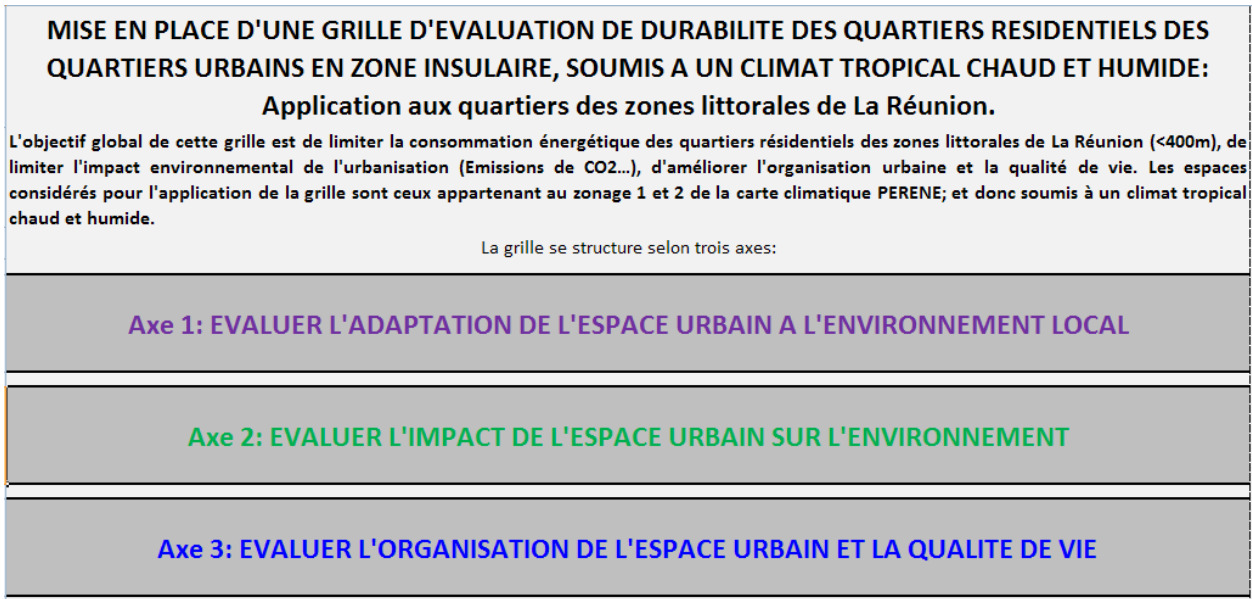 MISE EN PLACE D'UNE GRILLE D'EVALUATION DE DURABILITE DES QUARTIERS RESIDENTIELS DES
QUARTIERS URBAINS EN ZONE INSULAIRE, SOUMIS A UN CLIMAT TROPICAL CHAUD ET HUMIDE:
Application aux quartiers des zones littorales de La Réunion.
L'objectif global de cette grille est de limiter la consommation énergétique des quartiers résidentiels des zones littorales de La Réunion (<400m), de
limiter l'impact environnemental de l'urbanisation (Emissions de CO2…), d'améliorer l'organisation urbaine et la qualité de vie. Les espaces
considérés pour l'application de la grille sont ceux appartenant au zonage 1 et 2 de la carte climatique PERENE; et donc soumis à un climat tropical
chaud et humide.
La grille se structure selon trois axes:
Axe 1: EVALUER L'ADAPTATION DE L'ESPACE URBAIN A L'ENVIRONNEMENT LOCAL
Axe 2: EVALUER L'IMPACT DE L'ESPACE URBAIN SUR L'ENVIRONNEMENT
Axe 3: EVALUER L'ORGANISATION DE L'ESPACE URBAIN ET LA QUALITE DE VIE